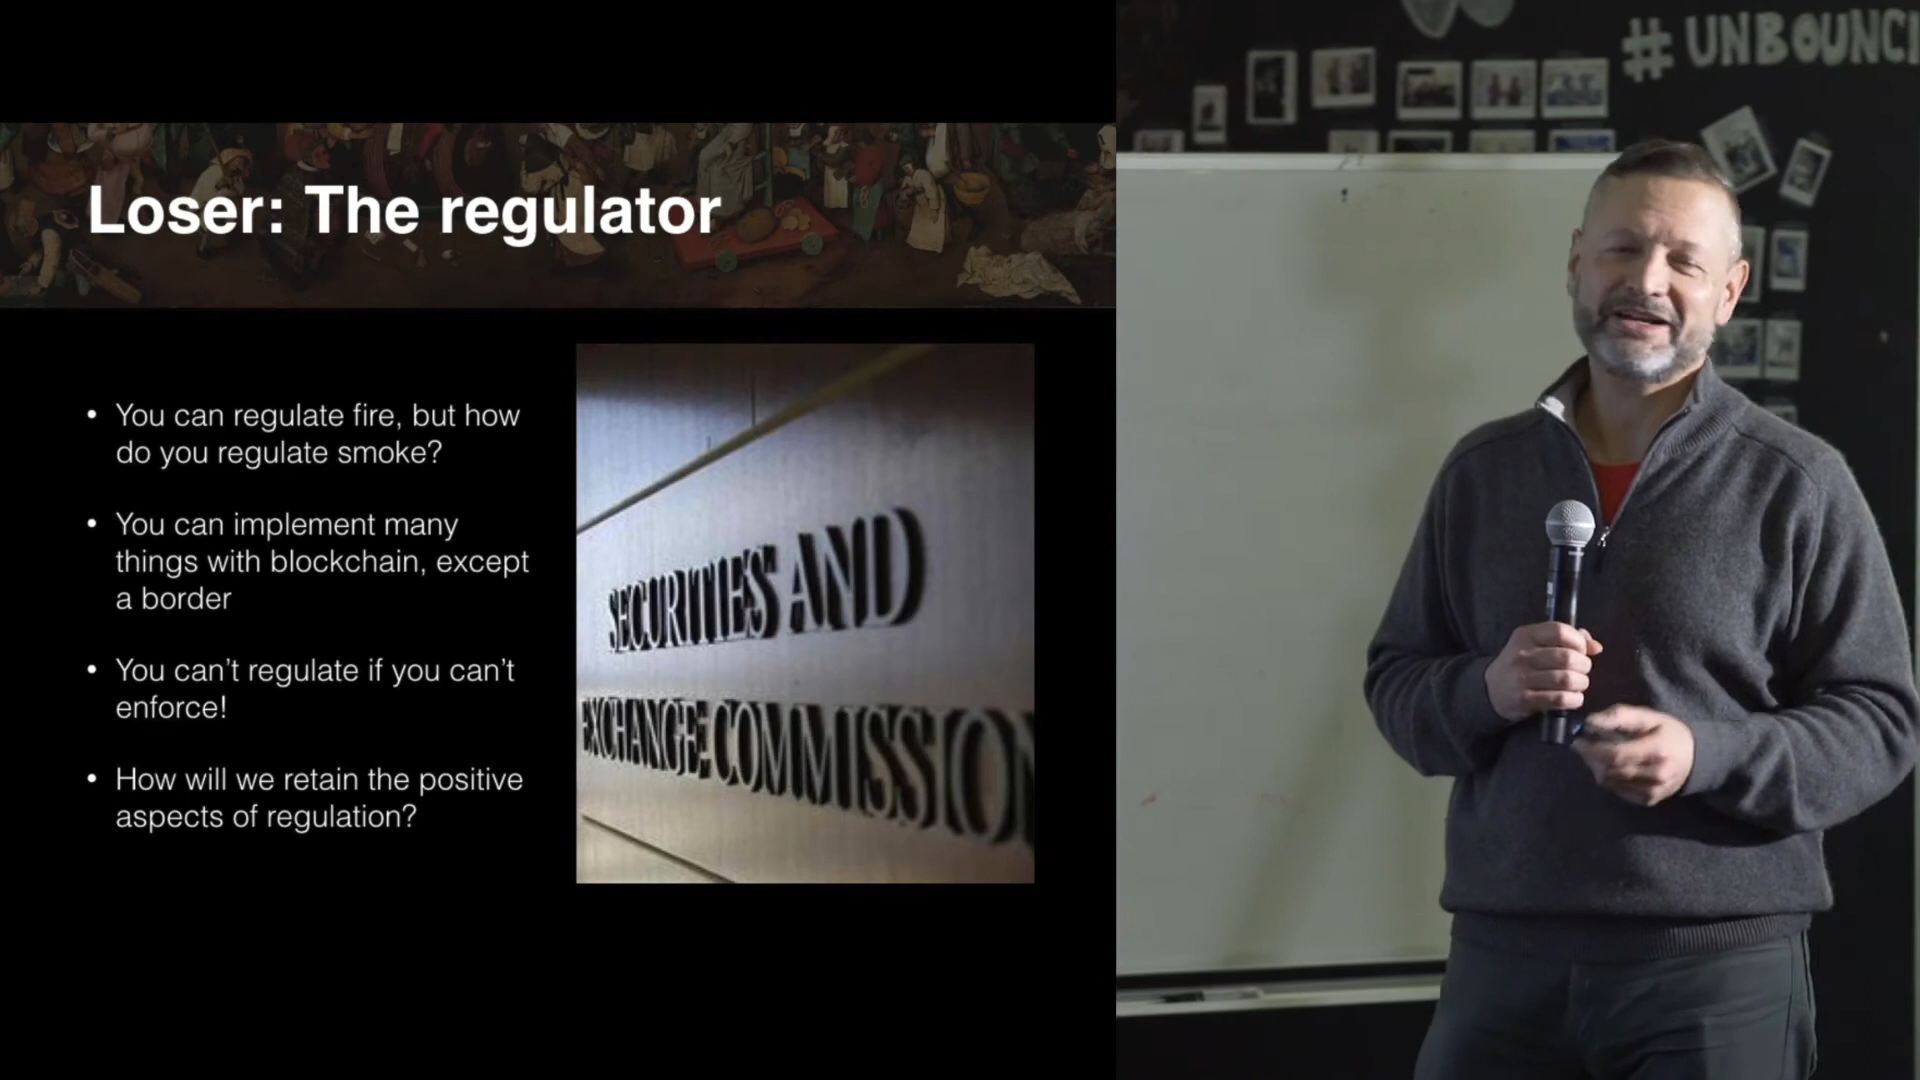 #UNBOUNC
Loser: The regulator
• You can regulate fire, but how
do you regulate smoke?
• You can implement many
things with blockchain, except
a border
• You can't regulate if you can't
enforce!
• How will we retain the positive
aspects of regulation?
SECURITIES AND
EXCHANGE COMMISSION